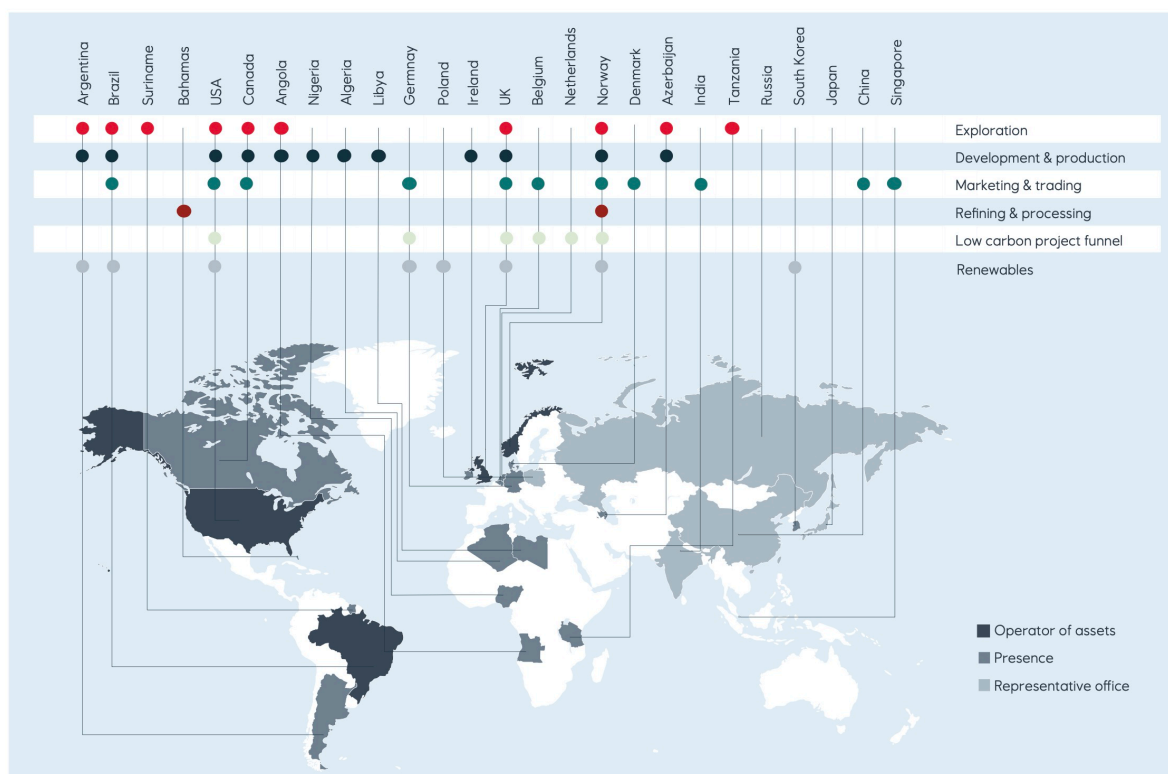 Argentina
Brazil
Suriname
Bahamas
USA
Canada
Angola
Nigeria
Algeria
Libya
Germnay
Poland
Ireland
UK
Belgium
Netherlands
Norway
Denmark
Azerbaijan
India
Tanzania
Russia
South Korea
Japan
China
Singapore
Exploration
Development & production
Marketing & trading
Refining & processing
Low carbon project funnel
Renewables
Operator of assets
Presence
Representative office